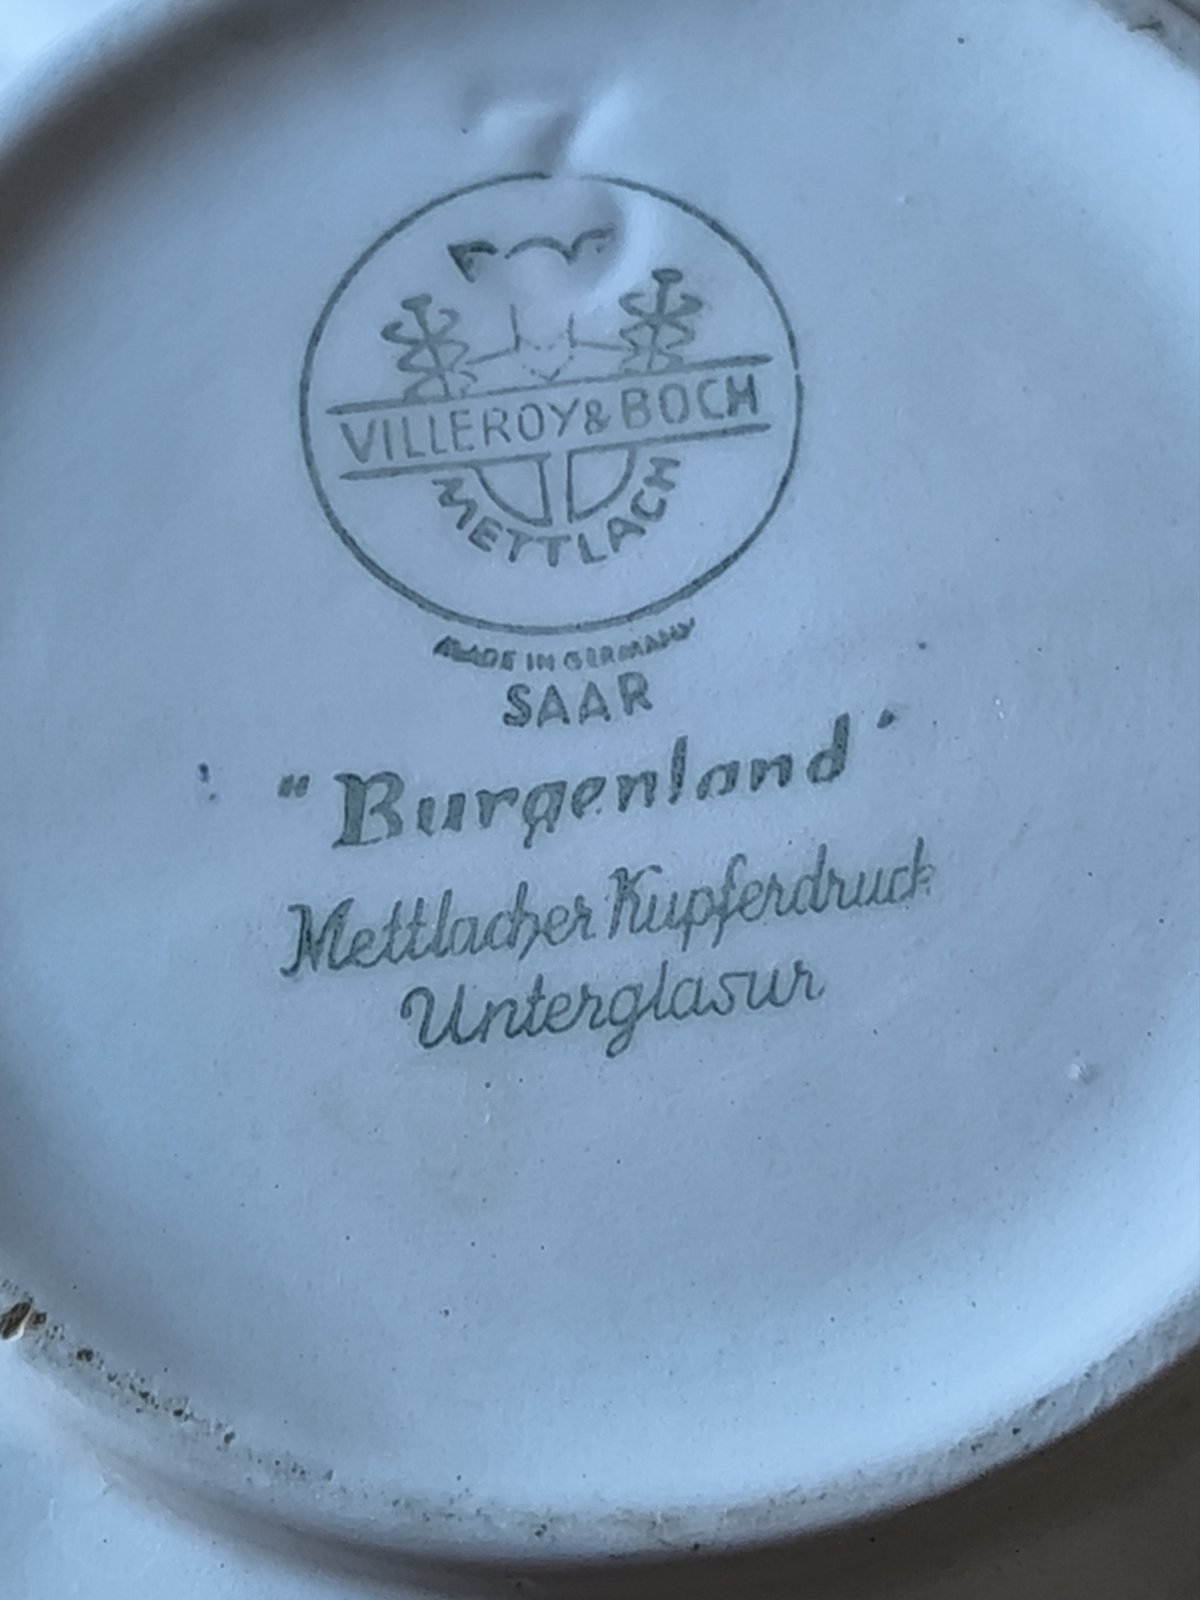 VILLEROY & BOCH
METTLACH
MADE IN GERMANY
SAAR
"Burgenland"
Mettlacher Kupferdruck
Unterglasur